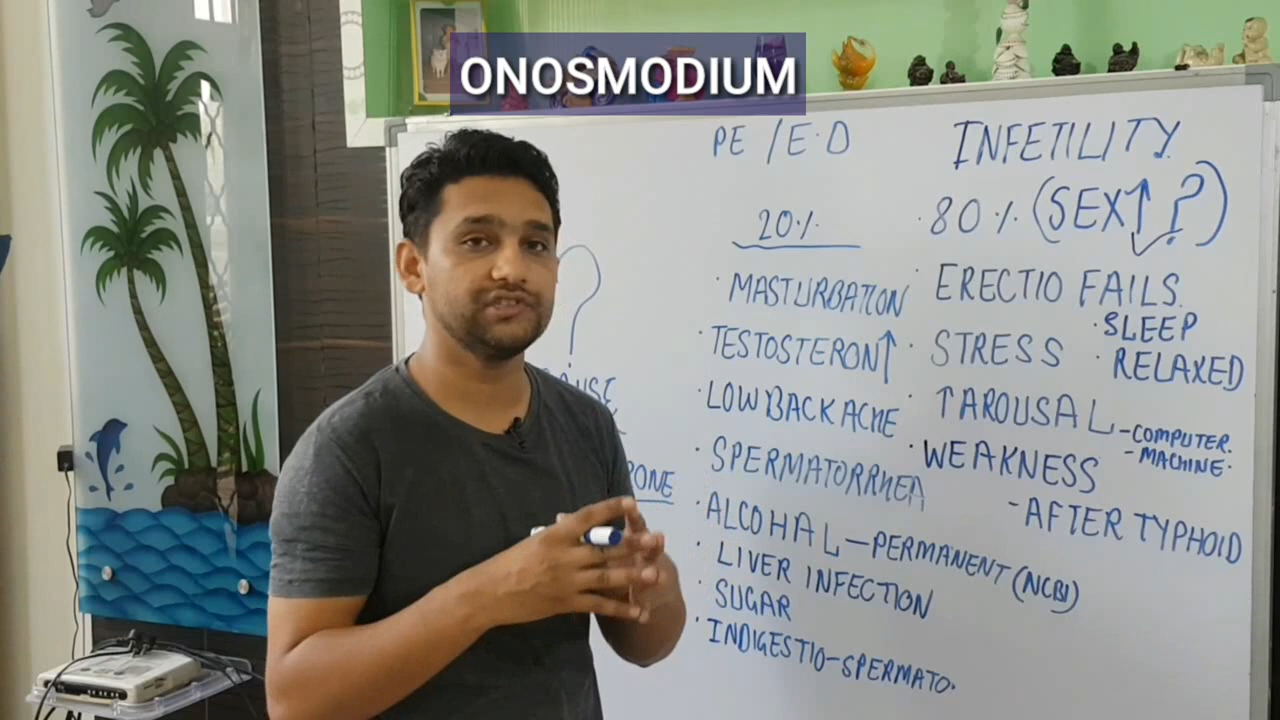 ONOSMODIUM
PE / E.D
20%
MASTURBATION
TESTOSTERON↑
LOW BACK ACHE
SPERMATORRHEA
ALCOHAL – PERMANENT (NCBI)
LIVER INFECTION
SUGAR
INDIGESTIO – SPERMATO.
INFETILITY
80% (SEX↑ ?)
ERECTIO FAILS.
STRESS
SLEEP
RELAXED
↑ AROUSAL
– COMPUTER.
– MACHINE.
WEAKNESS
– AFTER TYPHOID
?